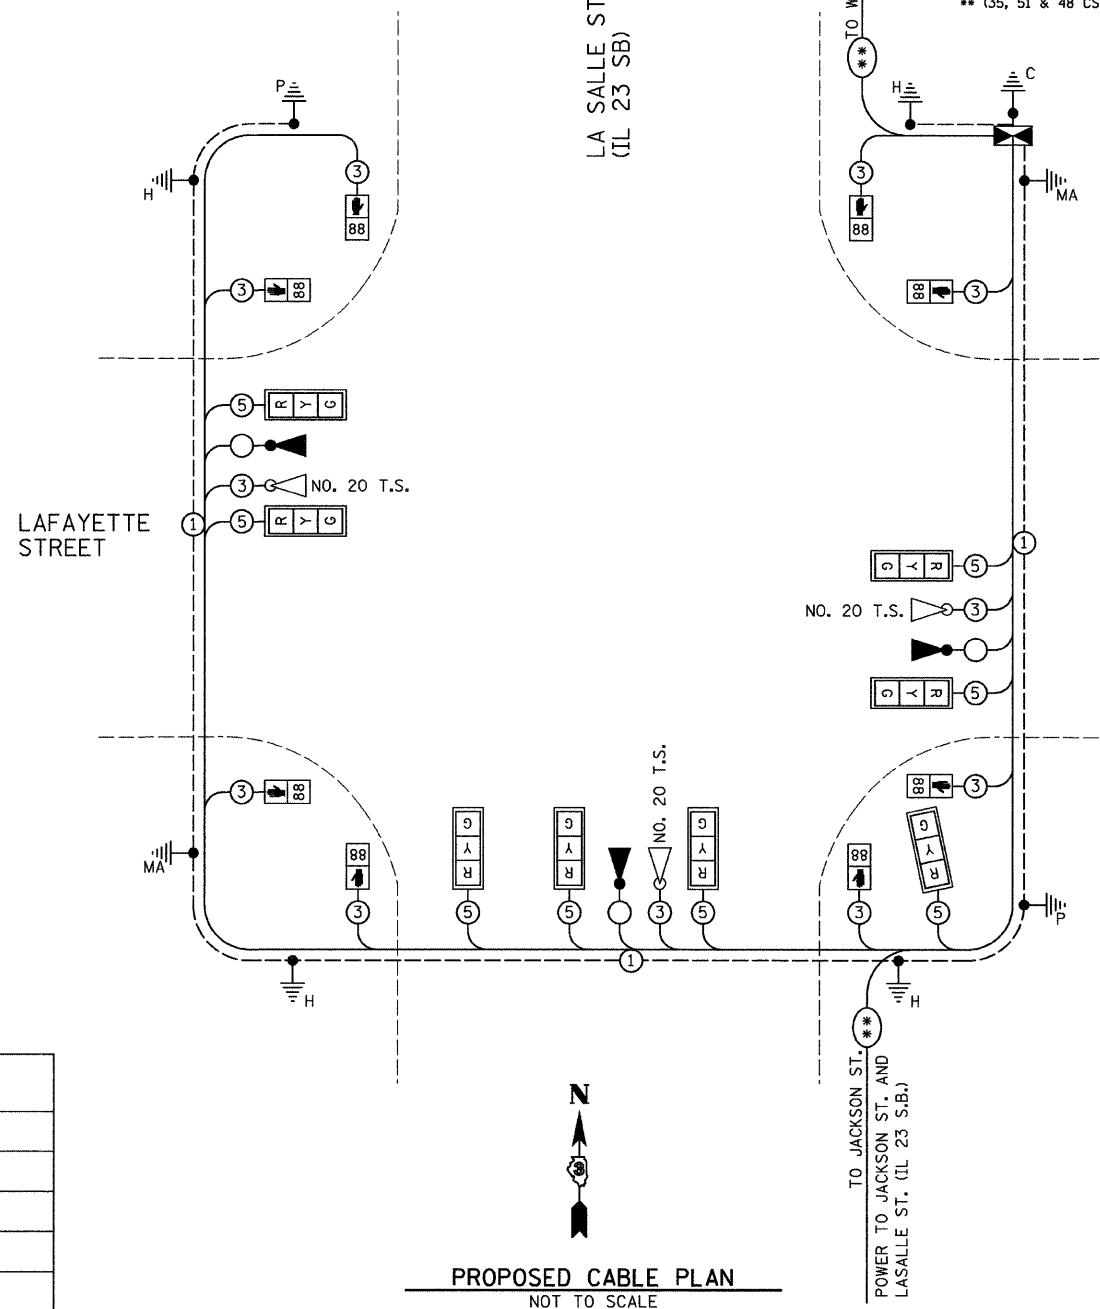 ** (35, 51 & 48 CS
TO W
**
LA SALLE ST
(IL 23 SB)
P
H
C
H
MA
3
88
3
88
3
88
88
3
5
R Y G
3
NO. 20 T.S.
5
R Y G
LAFAYETTE
STREET
1
1
G Y R
5
NO. 20 T.S.
3
G Y R
5
3
88
88
3
MA
88
3
G Y R
5
G Y R
5
NO. 20 T.S.
3
G Y R
5
88
3
G Y R
5
P
1
H
H
**
TO JACKSON ST.
POWER TO JACKSON ST. AND
LASALLE ST. (IL 23 S.B.)
N
3
PROPOSED CABLE PLAN
NOT TO SCALE